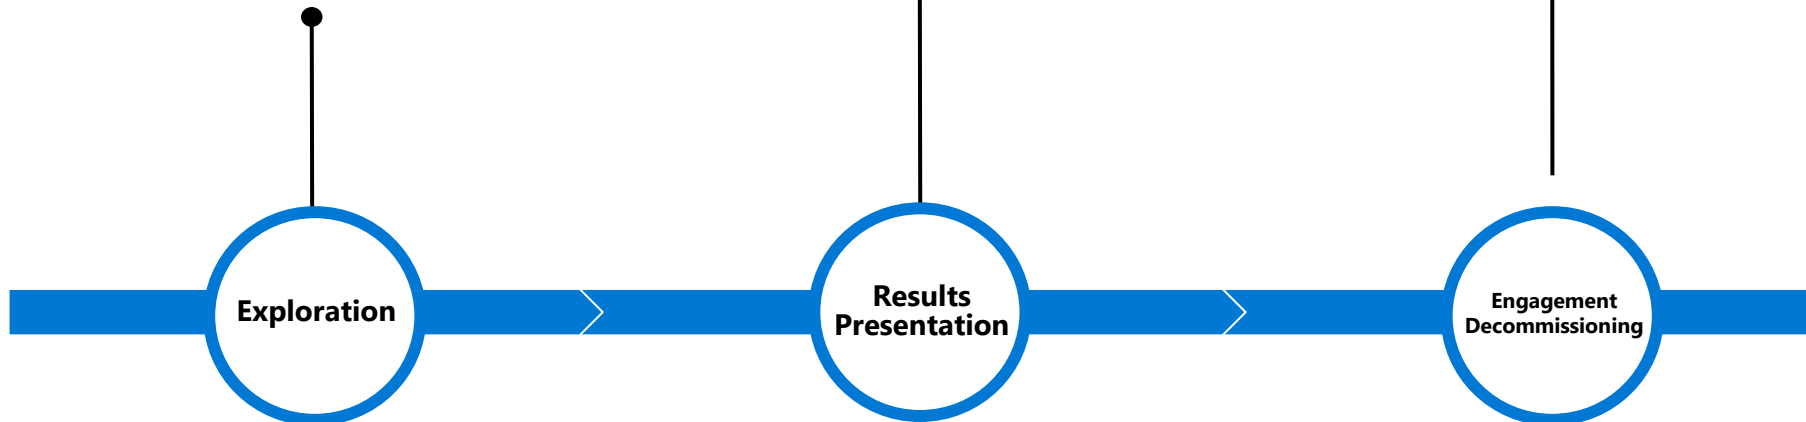 Exploration
Results
Presentation
Engagement
Decommissioning